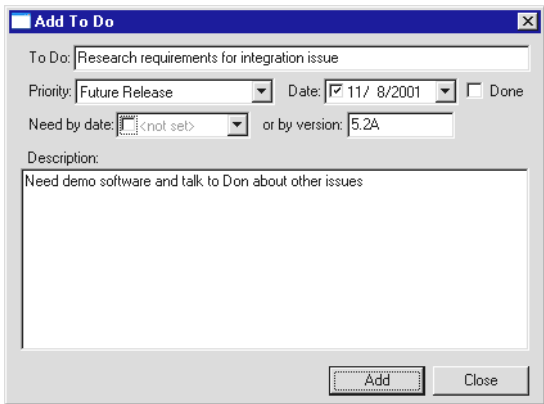 Add To Do
To Do: Research requirements for integration issue
Priority: Future Release Date: 11/ 8/2001 Done
Need by date: <not set> or by version: 5.2A
Description:
Need demo software and talk to Don about other issues
Add Close